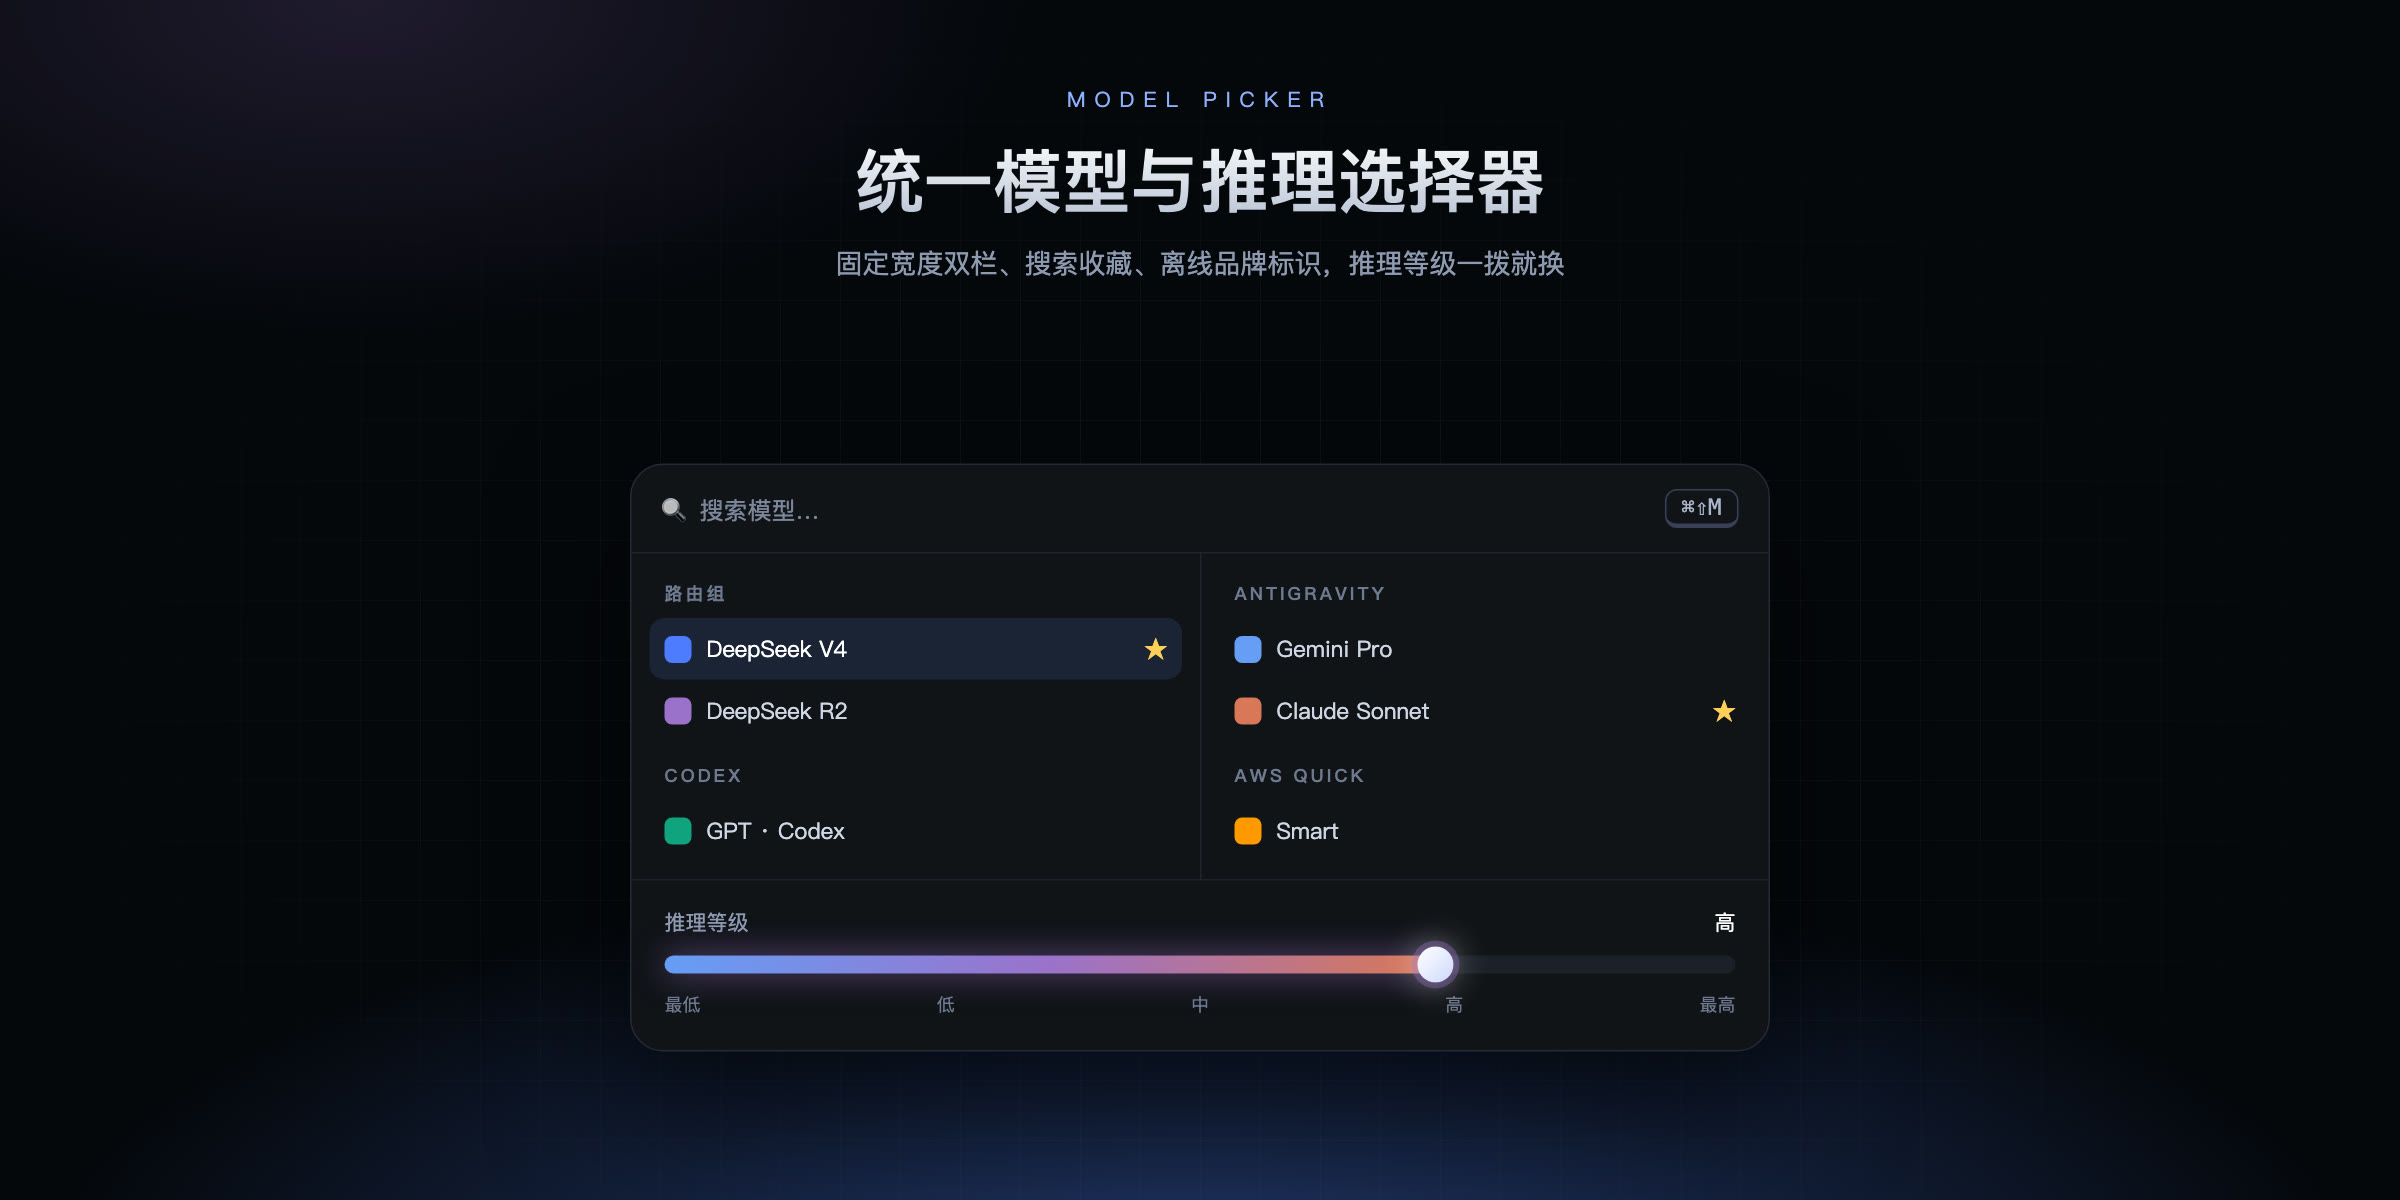 MODEL PICKER
统一模型与推理选择器
固定宽度双栏、搜索收藏、离线品牌标识，推理等级一拨就换
搜索模型...
⌘⇧M
路由组
DeepSeek V4
DeepSeek R2
CODEX
GPT · Codex
ANTIGRAVITY
Gemini Pro
Claude Sonnet
AWS QUICK
Smart
推理等级
高
最低 低 中 高 最高